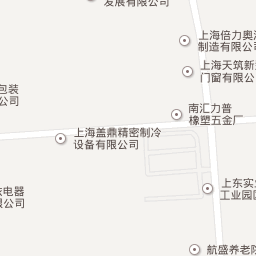 发展有限公司
上海倍力奥
制造有限公
上海天筑新
门窗有限公
包装
公司
南汇力普
橡塑五金厂
上海盖鼎精密制冷
设备有限公司
上东实
工业园
电器
限公司
航盛养老院